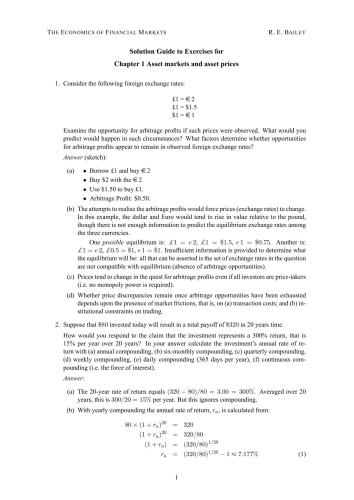 THE ECONOMICS OF FINANCIAL MARKETS R. E. BAILEY
Solution Guide to Exercises for
Chapter 1 Asset markets and asset prices
1. Consider the following foreign exchange rates:
£1 = €2
£1 = $1.5
$1 = €1
Examine the opportunity for arbitrage profits if such prices were observed. What would you
predict would happen in such circumstances? What factors determine whether opportunities
for arbitrage profits appear to remain in observed foreign exchange rates?
Answer (sketch):
(a) • Borrow £1 and buy €2
• Buy $2 with the €2
• Use $1.50 to buy £1.
• Arbitrage Profit: $0.50.
(b) The attempts to realise the arbitrage profits would force prices (exchange rates) to change.
In this example, the dollar and Euro would tend to rise in value relative to the pound,
though there is not enough information to predict the equilibrium exchange rates among
the three currencies.
One possible equilibrium is: £1 = €2, £1 = $1.5, €1 = $0.75. Another is:
£1 = €2, £0.5 = $1, €1 = $1. Insufficient information is provided to determine what
the equilibrium will be: all that can be asserted is the set of exchange rates in the question
are not compatible with equilibrium (absence of arbitrage opportunities).
(c) Prices tend to change in the quest for arbitrage profits even if all investors are price-takers
(i.e. no monopoly power is required).
(d) Whether price discrepancies remain once arbitrage opportunities have been exhausted
depends upon the presence of market frictions, that is, on (a) transaction costs; and (b) in-
stitutional constraints on trading.
2. Suppose that $80 invested today will result in a total payoff of $320 in 20 years time.
How would you respond to the claim that the investment represents a 300% return, that is
15% per year over 20 years? In your answer calculate the investment's annual rate of re-
turn with (a) annual compounding, (b) six-monthly compounding, (c) quarterly compounding,
(d) weekly compounding, (e) daily compounding (365 days per year), (f) continuous com-
pounding (i.e. the force of interest).
Answer:
(a) The 20-year rate of return equals (320 − 80)/80 = 3.00 = 300%. Averaged over 20
years, this is 300/20 = 15% per year. But this ignores compounding.
(b) With yearly compounding the annual rate of return, rₐ, is calculated from:
80 × (1 + rₐ)²⁰ = 320
(1 + rₐ)²⁰ = 320/80
(1 + rₐ) = (320/80)^{1/20}
rₐ = (320/80)^{1/20} − 1 ≈ 7.177% (1)
1